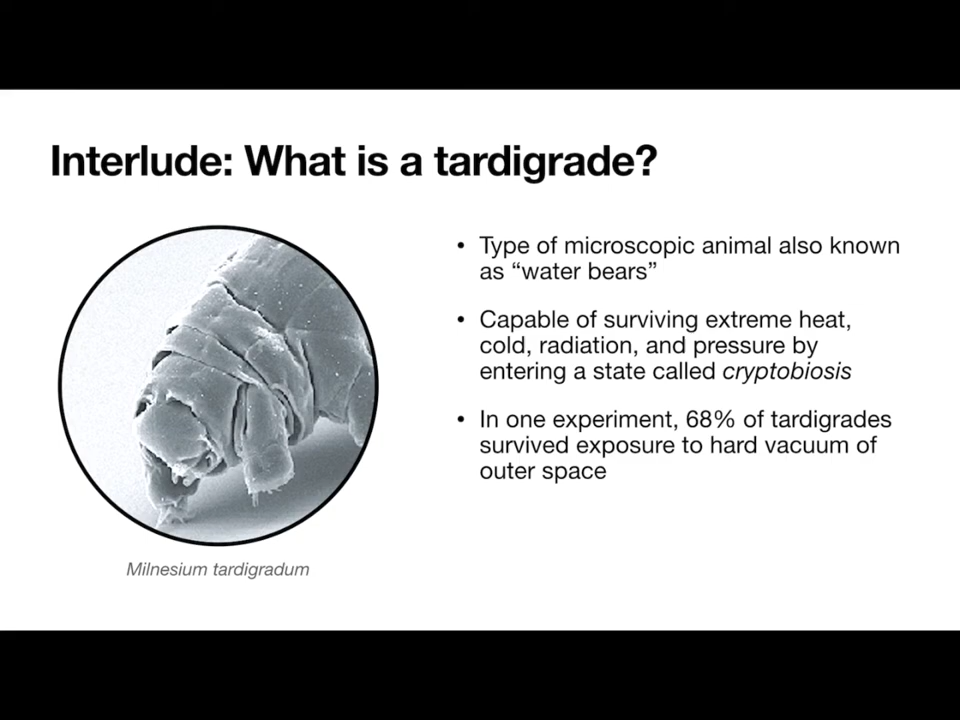 Interlude: What is a tardigrade?
• Type of microscopic animal also known
as “water bears”
• Capable of surviving extreme heat,
cold, radiation, and pressure by
entering a state called cryptobiosis
• In one experiment, 68% of tardigrades
survived exposure to hard vacuum of
outer space
Milnesium tardigradum